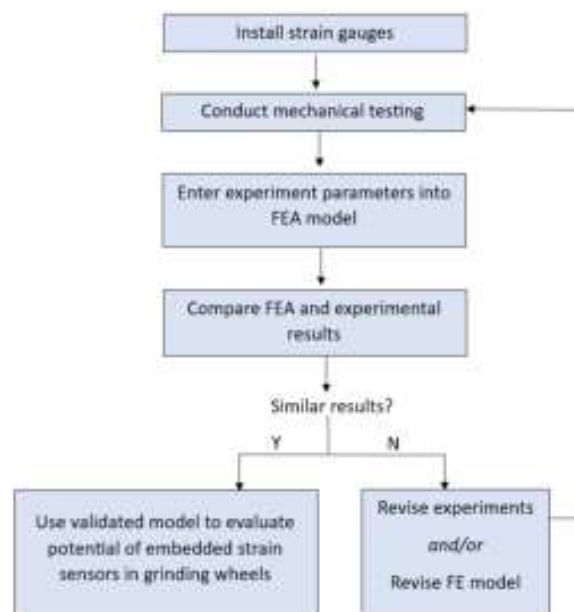 Install strain gauges
Conduct mechanical testing
Enter experiment parameters into
FEA model
Compare FEA and experimental
results
Similar results?
Y
N
Use validated model to evaluate
potential of embedded strain
sensors in grinding wheels
Revise experiments
and/or
Revise FE model